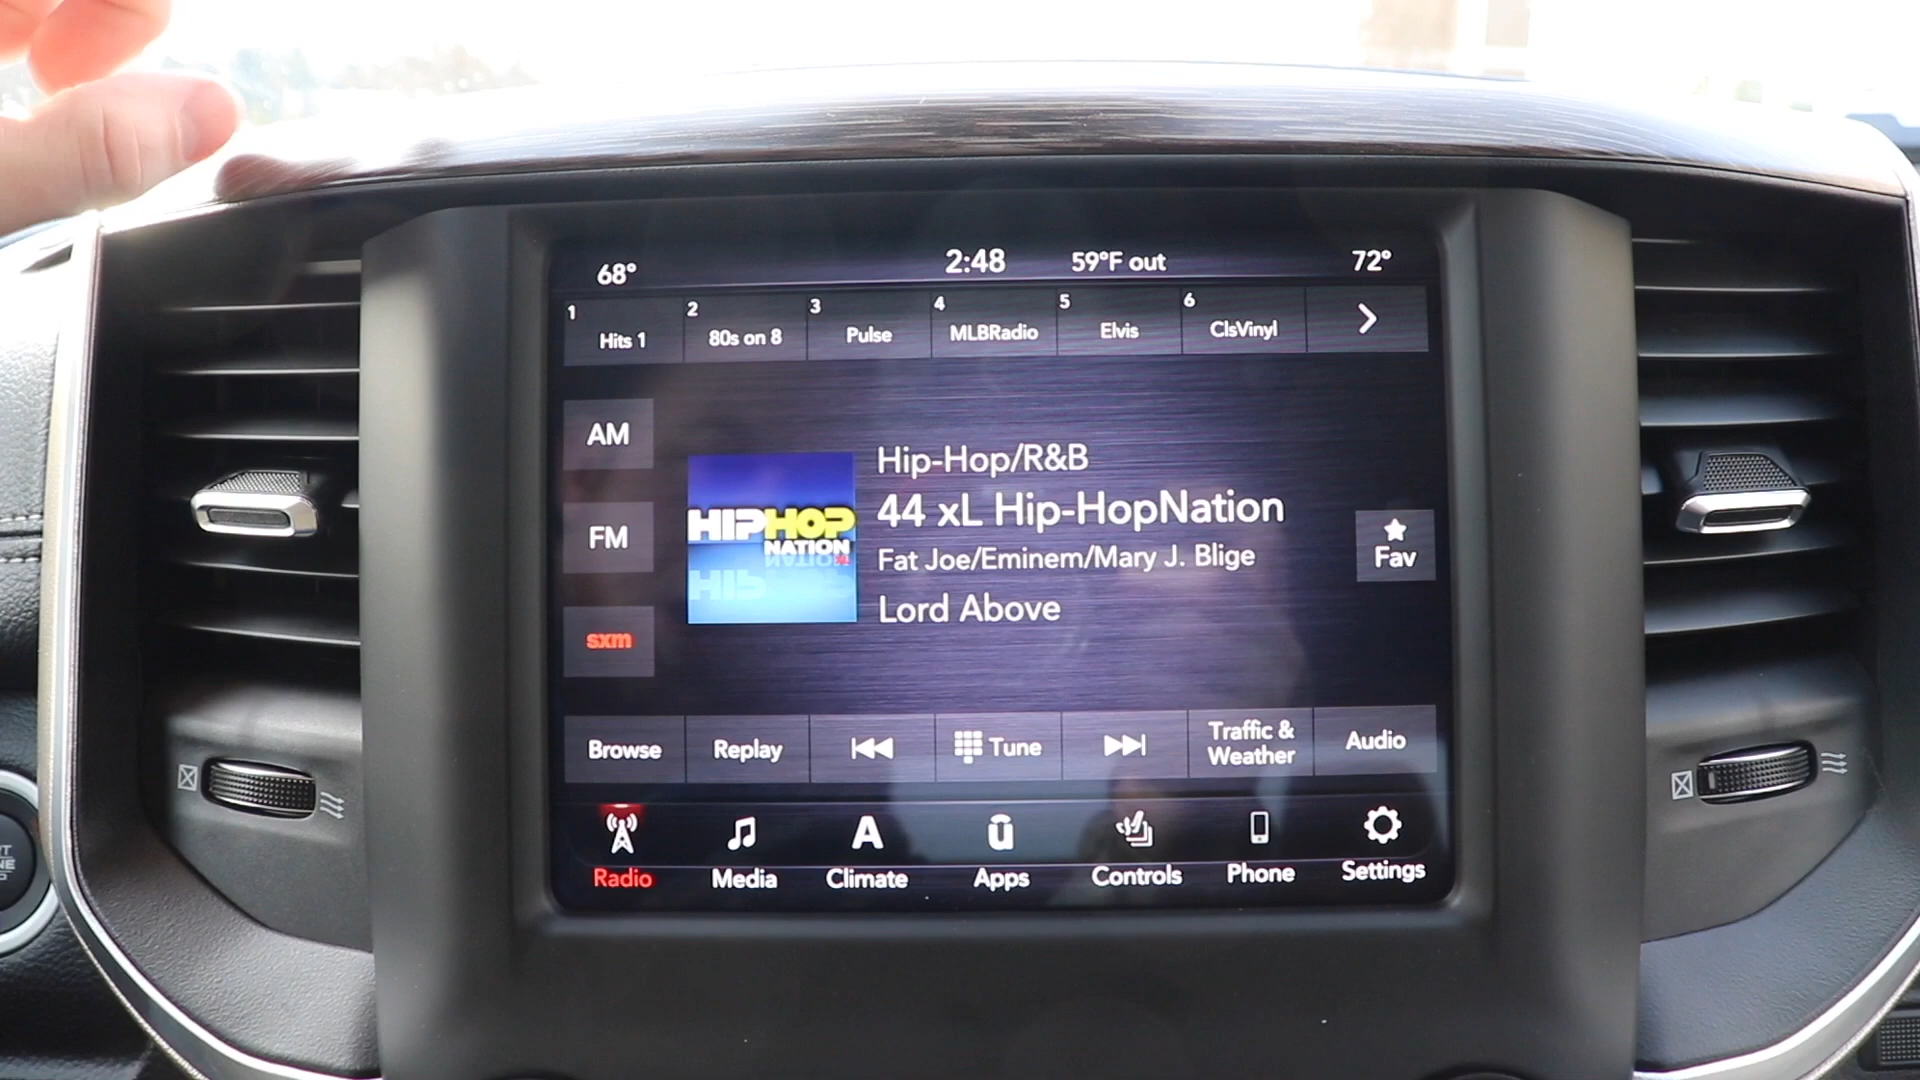 68°
2:48
59°F out
72°
1 Hits 1
2 80s on 8
3 Pulse
4 MLBRadio
5 Elvis
6 ClsVinyl
AM
FM
sxm
HIPHOP
NATION
Hip-Hop/R&B
44 xL Hip-HopNation
Fat Joe/Eminem/Mary J. Blige
Lord Above
Fav
Browse
Replay
Tune
Traffic &
Weather
Audio
Radio
Media
A
Climate
Apps
Controls
Phone
Settings